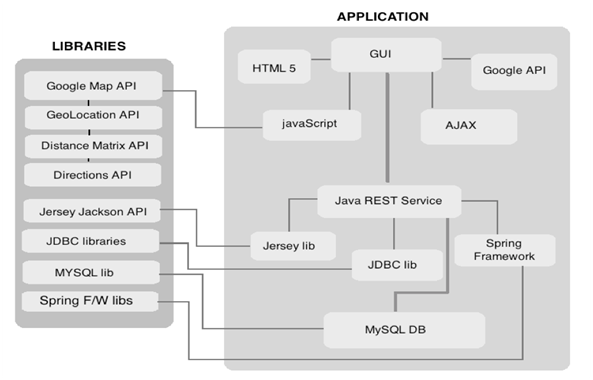 LIBRARIES
Google Map API
GeoLocation API
Distance Matrix API
Directions API
Jersey Jackson API
JDBC libraries
MYSQL lib
Spring F/W libs
APPLICATION
GUI
HTML 5
Google API
javaScript
AJAX
Java REST Service
Jersey lib
JDBC lib
Spring
Framework
MySQL DB